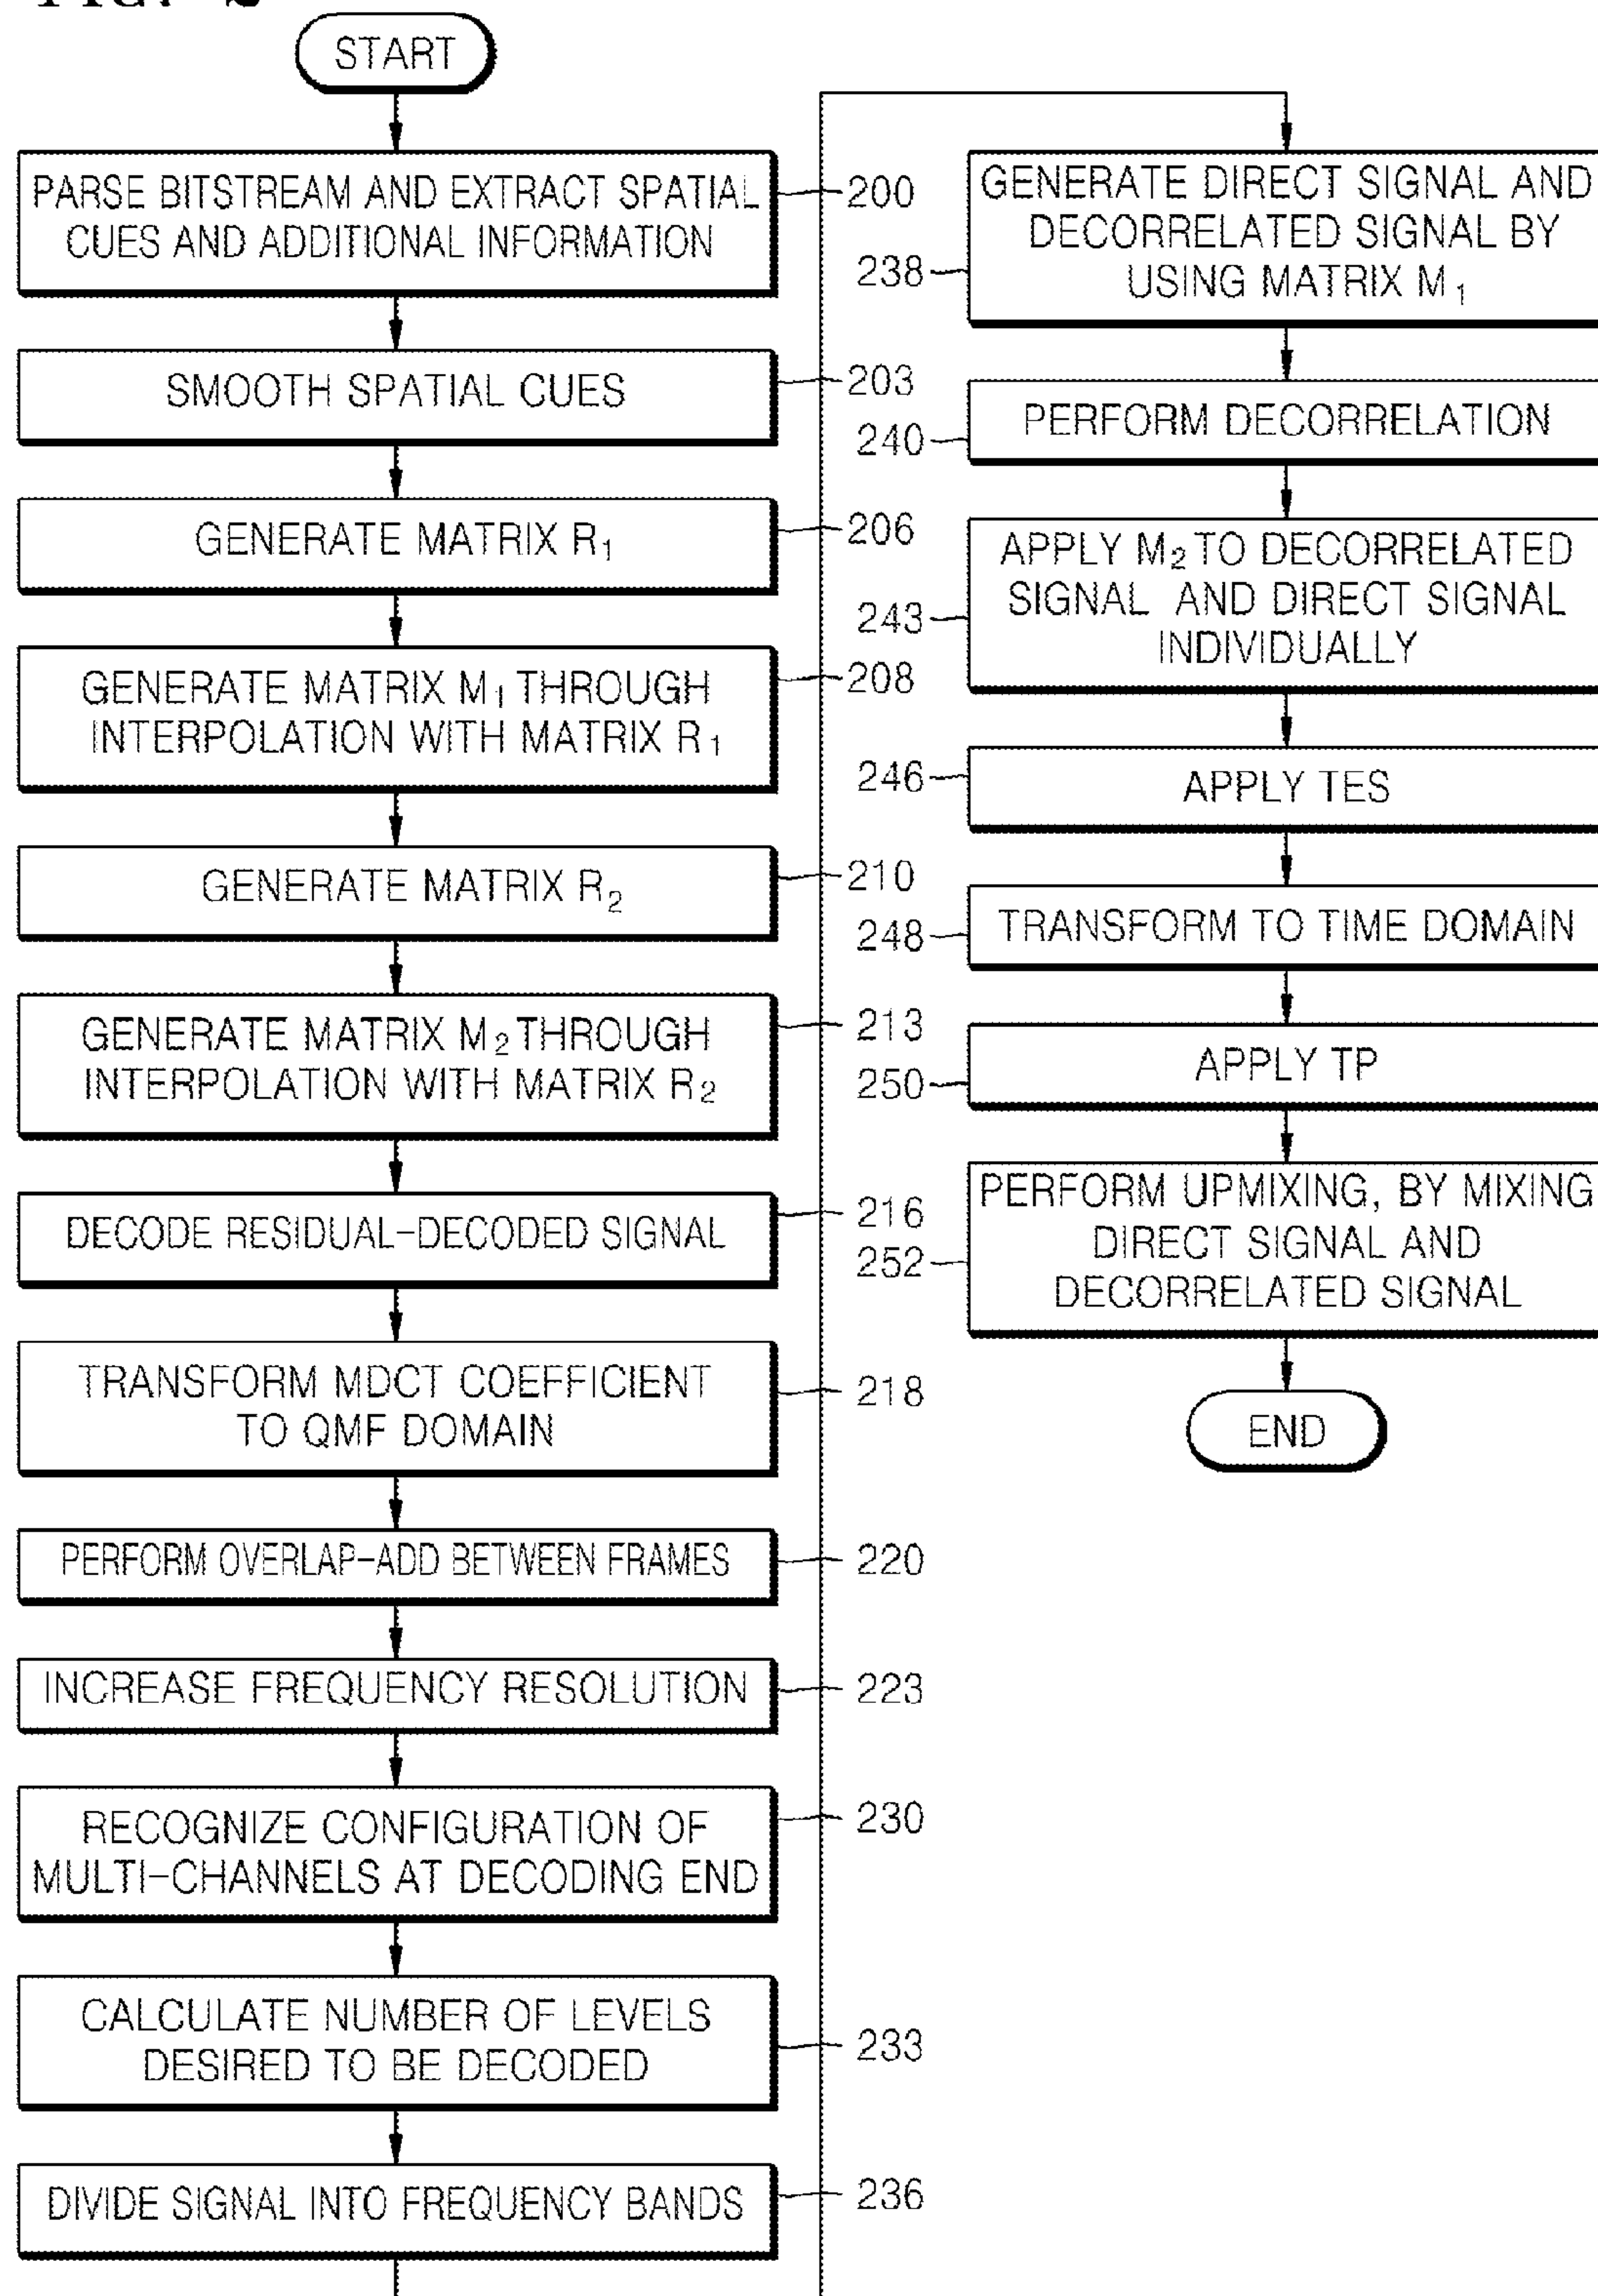 START
PARSE BITSTREAM AND EXTRACT SPATIAL
CUES AND ADDITIONAL INFORMATION
200
SMOOTH SPATIAL CUES
203
GENERATE MATRIX R₁
206
GENERATE MATRIX M₁ THROUGH
INTERPOLATION WITH MATRIX R₁
208
GENERATE MATRIX R₂
210
GENERATE MATRIX M₂ THROUGH
INTERPOLATION WITH MATRIX R₂
213
DECODE RESIDUAL-DECODED SIGNAL
216
TRANSFORM MDCT COEFFICIENT
TO QMF DOMAIN
218
PERFORM OVERLAP-ADD BETWEEN FRAMES
220
INCREASE FREQUENCY RESOLUTION
223
RECOGNIZE CONFIGURATION OF
MULTI-CHANNELS AT DECODING END
230
CALCULATE NUMBER OF LEVELS
DESIRED TO BE DECODED
233
DIVIDE SIGNAL INTO FREQUENCY BANDS
236
GENERATE DIRECT SIGNAL AND
DECORRELATED SIGNAL BY
USING MATRIX M₁
238
PERFORM DECORRELATION
240
APPLY M₂ TO DECORRELATED
SIGNAL AND DIRECT SIGNAL
INDIVIDUALLY
243
APPLY TES
246
TRANSFORM TO TIME DOMAIN
248
APPLY TP
250
PERFORM UPMIXING, BY MIXING
DIRECT SIGNAL AND
DECORRELATED SIGNAL
252
END